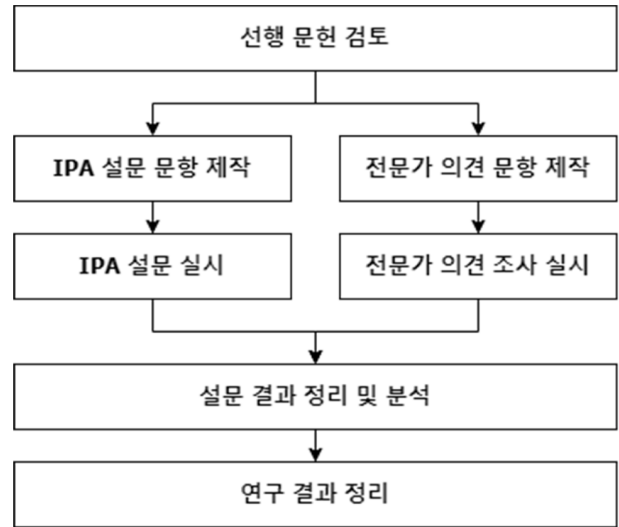 선행 문헌 검토
IPA 설문 문항 제작
전문가 의견 문항 제작
IPA 설문 실시
전문가 의견 조사 실시
설문 결과 정리 및 분석
연구 결과 정리